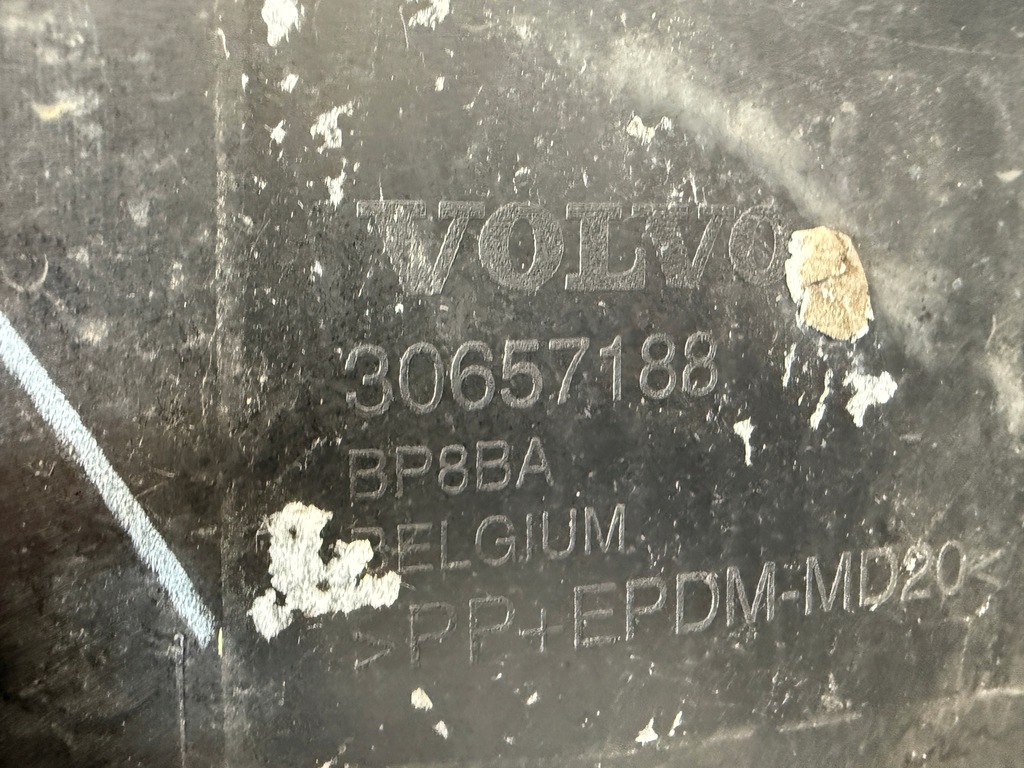 VOLVO
30657188
BP8BA
BELGIUM
>PP+EPDM-MD20<